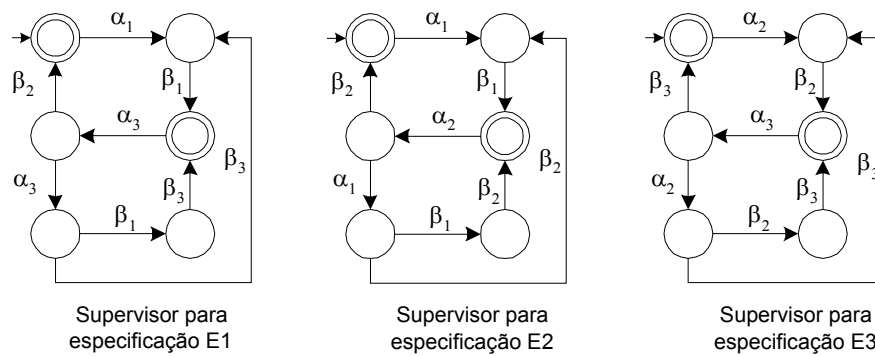 α₁
β₂
β₁
α₃
β₃
α₃
β₃
β₁
Supervisor para
especificação E1
α₁
β₂
β₁
α₂
β₂
α₁
β₂
β₁
Supervisor para
especificação E2
α₂
β₃
β₂
α₃
β₃
α₂
β₃
β₂
Supervisor para
especificação E3